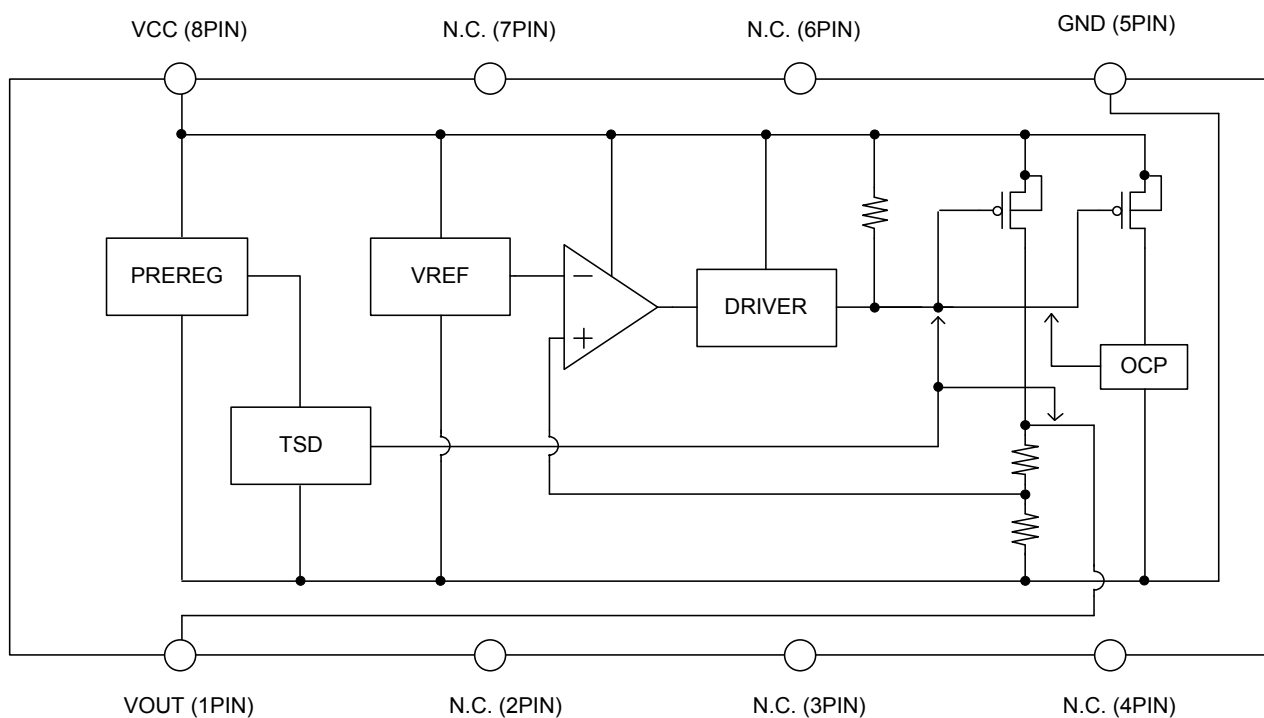 VCC (8PIN)
N.C. (7PIN)
N.C. (6PIN)
GND (5PIN)
PREREG
VREF
−
+
DRIVER
OCP
TSD
VOUT (1PIN)
N.C. (2PIN)
N.C. (3PIN)
N.C. (4PIN)